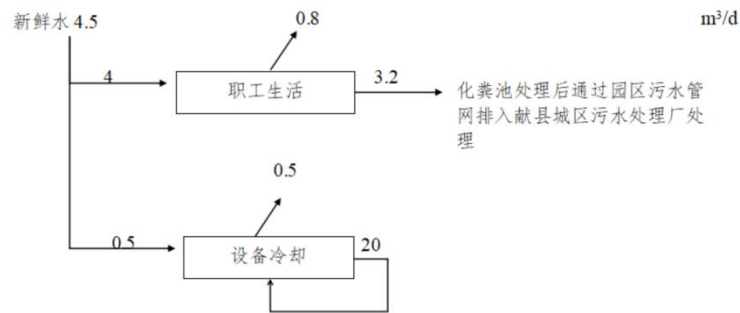 新鲜水 4.5
0.8
m³/d
4
职工生活
3.2
化粪池处理后通过园区污水管
网排入献县城区污水处理厂处
理
0.5
0.5
设备冷却
20